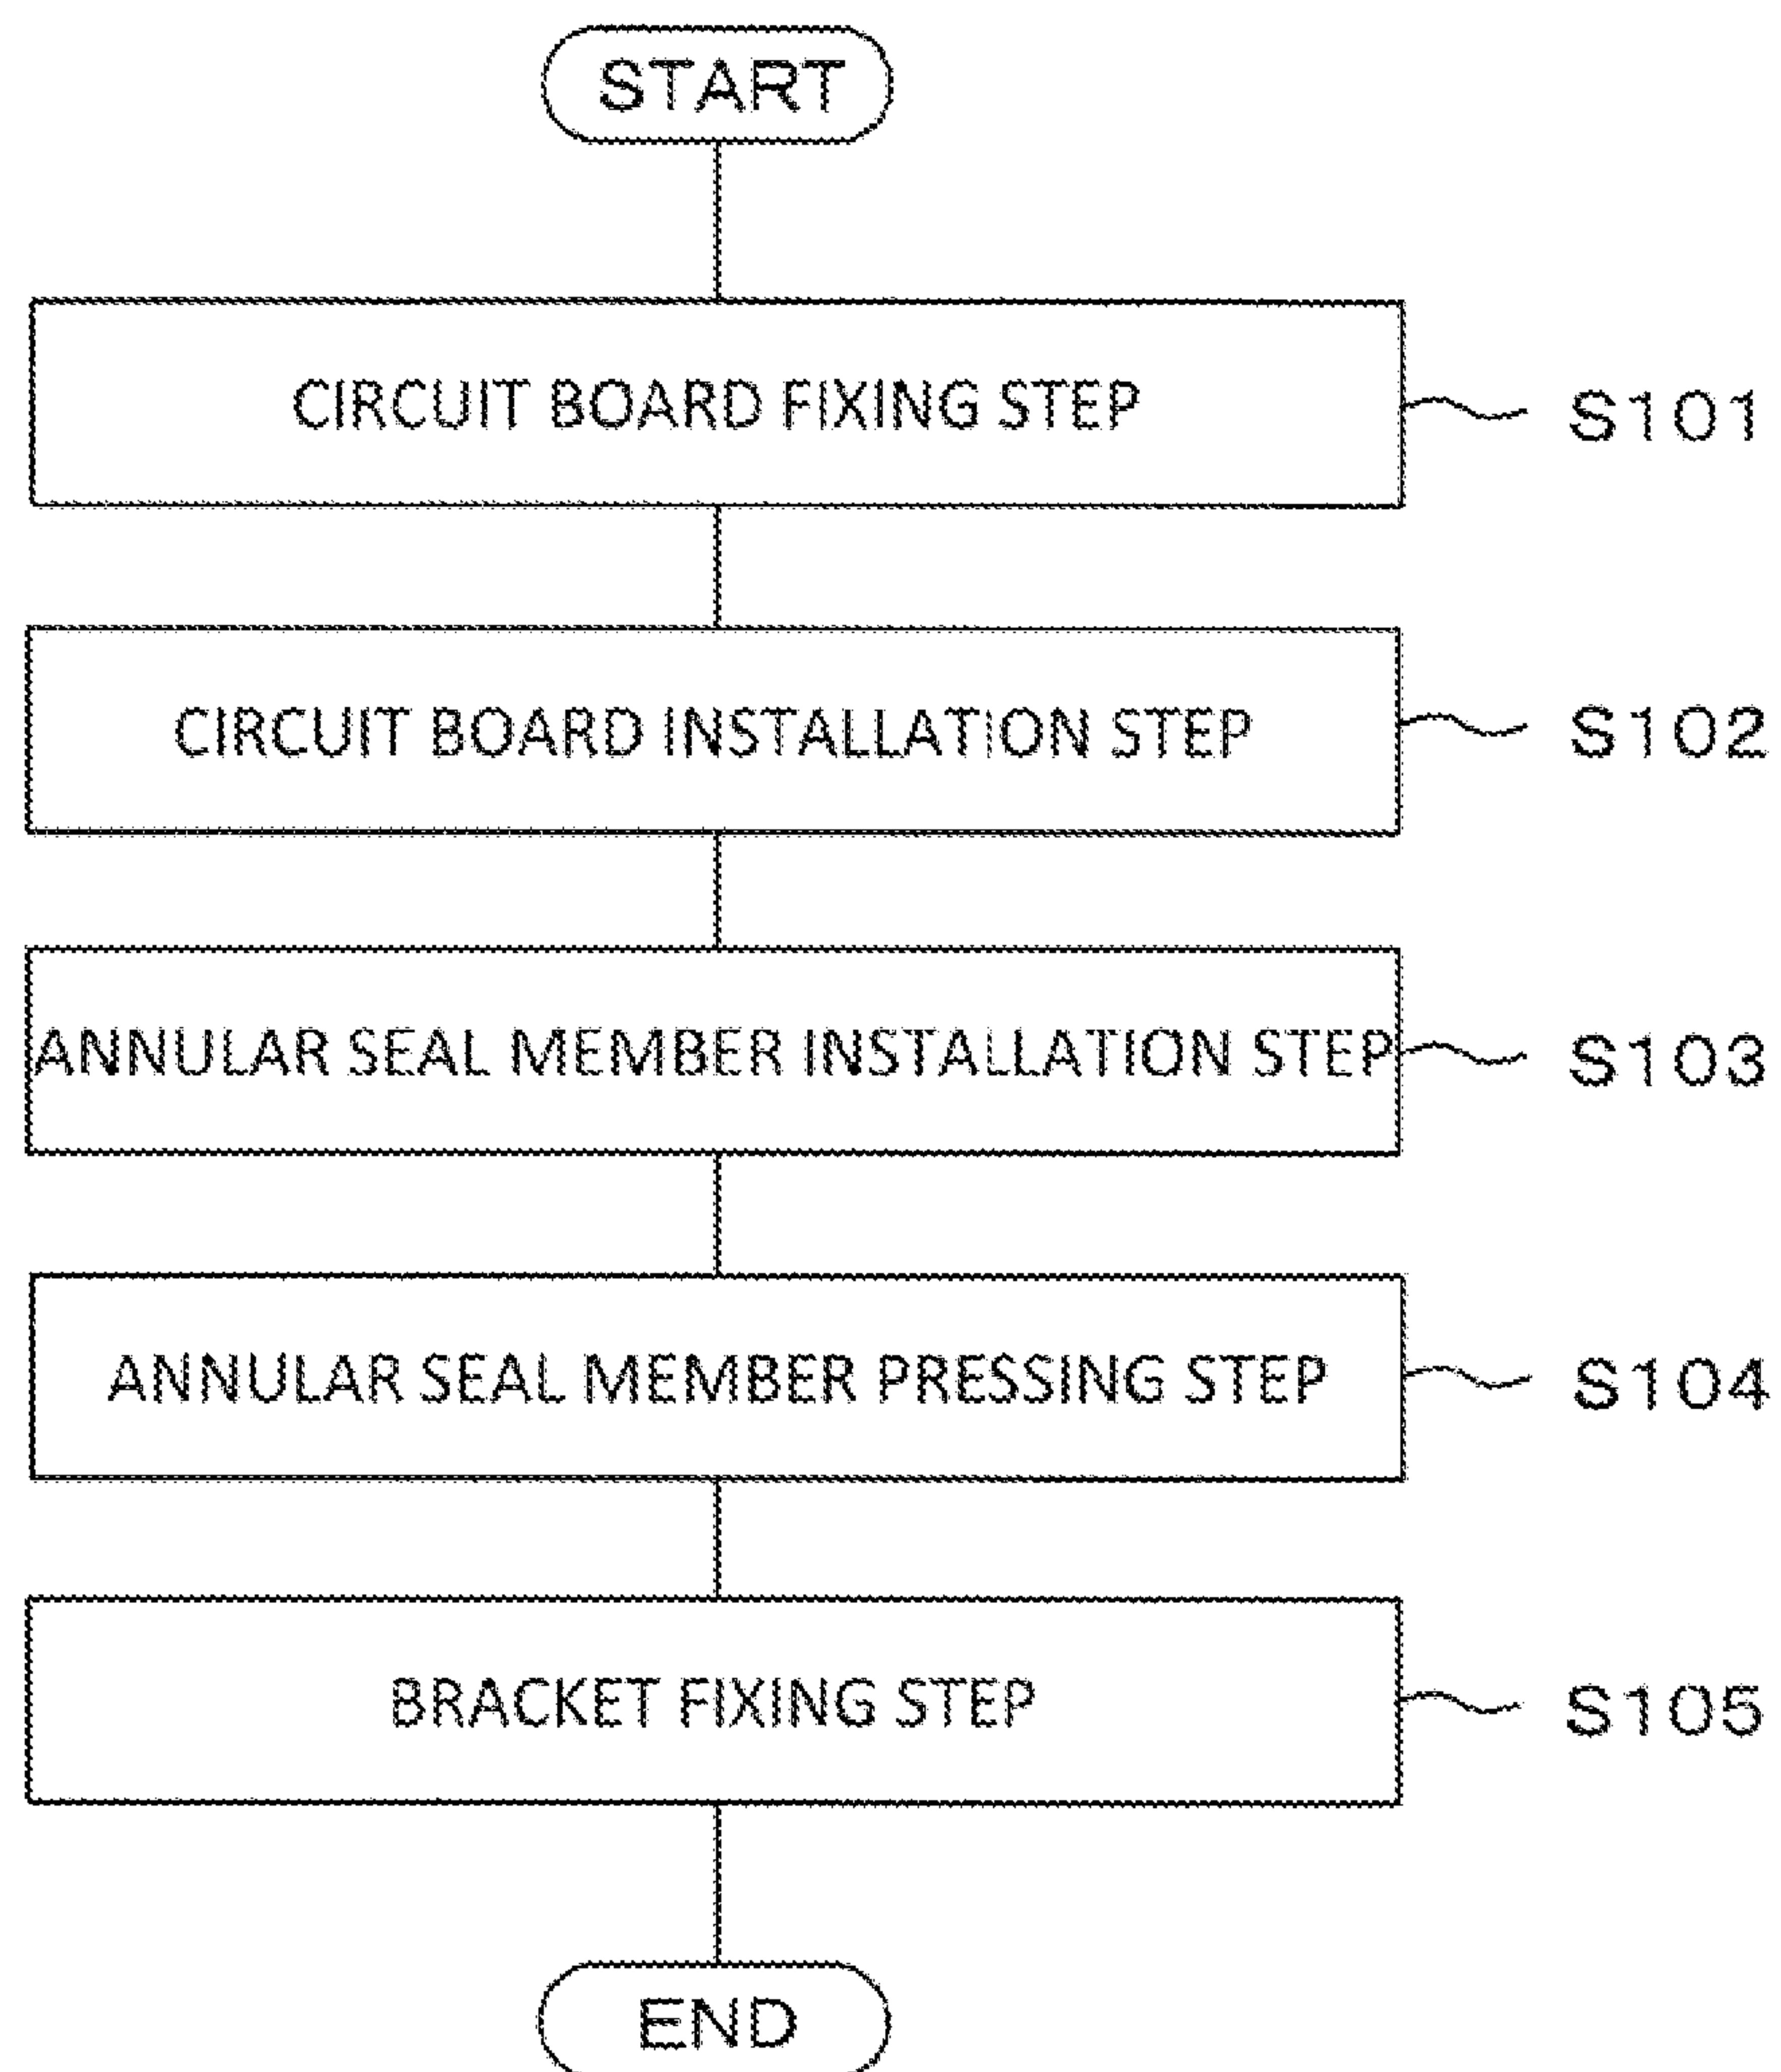 START
CIRCUIT BOARD FIXING STEP
S101
CIRCUIT BOARD INSTALLATION STEP
S102
ANNULAR SEAL MEMBER INSTALLATION STEP
S103
ANNULAR SEAL MEMBER PRESSING STEP
S104
BRACKET FIXING STEP
S105
END